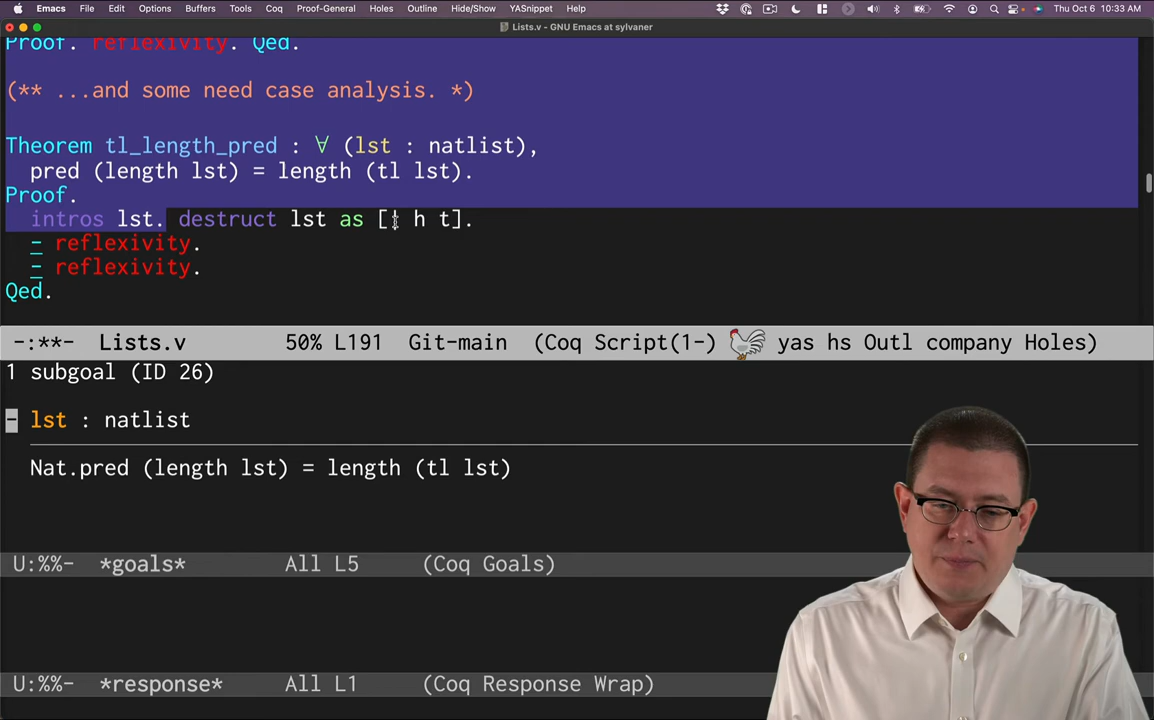 Emacs File Edit Options Buffers Tools Coq Proof-General Holes Outline Hide/Show YASnippet Help Thu Oct 6 10:33 AM
Lists.v - GNU Emacs at sylvaner
Proof. reflexivity. Qed.
(** ...and some need case analysis. *)
Theorem tl_length_pred : ∀ (lst : natlist),
pred (length lst) = length (tl lst).
Proof.
intros lst. destruct lst as [| h t].
- reflexivity.
- reflexivity.
Qed.
-:**- Lists.v 50% L191 Git-main (Coq Script(1-) yas hs Outl company Holes)
1 subgoal (ID 26)
- lst : natlist
Nat.pred (length lst) = length (tl lst)
U:%%- *goals* All L5 (Coq Goals)
U:%%- *response* All L1 (Coq Response Wrap)